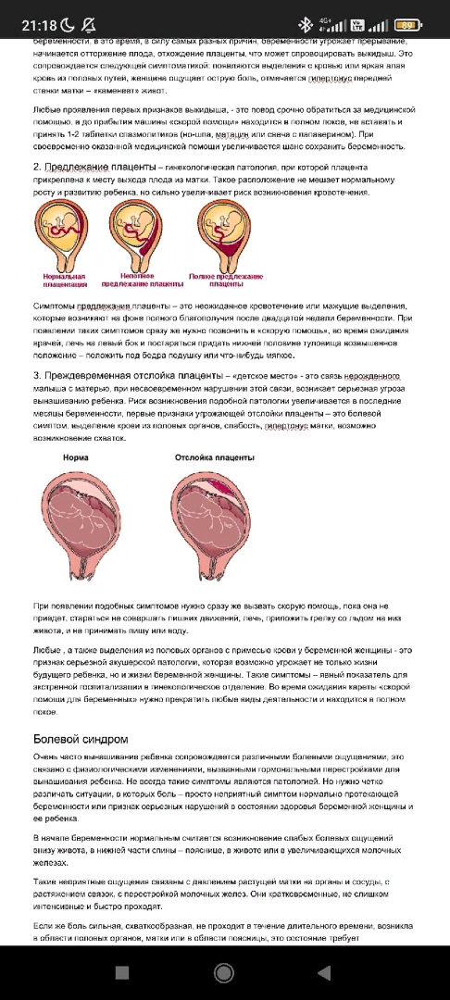 21:18
4G+
89
беременности, в это время, в силу самых разных причин, беременности угрожает прерывание,
начинается отторжение плода, отхождение плаценты, что может спровоцировать выкидыш. Это
сопровождается следующей симптоматикой: появляются выделения с кровью или яркая алая
кровь из половых путей, женщина ощущает острую боль, отмечается гипертонус передней
стенки матки – «каменеет» живот.
Любые проявления первых признаков выкидыша, - это повод срочно обратиться за медицинской
помощью, а до прибытия машины «скорой помощи» находится в полном покое, не вставать и
принять 1-2 таблетки спазмолитиков (но-шпа, метацин или свеча с папаверином). При
своевременно оказанной медицинской помощи увеличивается шанс сохранить беременность.
2. Предлежание плаценты – гинекологическая патология, при которой плацента
прикреплена к месту выхода плода из матки. Такое расположение не мешает нормальному
росту и развитию ребенка, но сильно увеличивает риск возникновения кровотечения.
Нормальная плацентация
Неполное предлежание плаценты
Полное предлежание плаценты
Симптомы предлежания плаценты – это неожиданное кровотечение или мажущие выделения,
которые возникают на фоне полного благополучия после двадцатой недели беременности. При
появлении таких симптомов сразу же нужно позвонить в «скорую помощь», во время ожидания
врачей, лечь на левый бок и постараться придать нижней половине туловища возвышенное
положение – положить под бедра подушку или что-нибудь мягкое.
3. Преждевременная отслойка плаценты – «детское место» - это связь нерожденного
малыша с матерью, при несвоевременном нарушении этой связи, возникает серьезная угроза
вынашиванию ребенка. Риск возникновения подобной патологии увеличивается в последние
месяцы беременности, первые признаки угрожающей отслойки плаценты – это болевой
симптом, выделение крови из половых органов, слабость, гипертонус матки, возможно
возникновение схваток.
Норма
Отслойка плаценты
При появлении подобных симптомов нужно сразу же вызвать скорую помощь, пока она не
приедет, стараться не совершать лишних движений, лечь, приложить грелку со льдом на низ
живота, и не принимать пищу или воду.
Любые , а также выделения из половых органов с примесью крови у беременной женщины - это
признак серьезной акушерской патологии, которая возможно угрожает не только жизни
будущего ребенка, но и жизни беременной женщины. Такие симптомы – явный показатель для
экстренной госпитализации в гинекологическое отделение. Во время ожидания кареты «скорой
помощи для беременных» нужно прекратить любые виды деятельности и находится в полном
покое.
Болевой синдром
Очень часто вынашивание ребенка сопровождается различными болевыми ощущениями, это
связано с физиологическими изменениями, вызванными гормональными перестройками для
вынашивания ребенка. Не всегда такие симптомы являются патологией. Но нужно четко
различать ситуации, в которых боль – просто неприятный симптом нормально протекающей
беременности или признак серьезных нарушений в состоянии здоровья беременной женщины и
ее ребенка.
В начале беременности нормальным считается возникновение слабых болевых ощущений
внизу живота, в нижней части спины – пояснице, в животе или в увеличивающихся молочных
железах.
Такие неприятные ощущения связаны с давлением растущей матки на органы и сосуды, с
растяжением связок, с перестройкой молочных желез. Они кратковременные, не слишком
интенсивные и быстро проходят.
Если же боль сильная, схваткообразная, не проходит в течение длительного времени, возникла
в области половых органов, матки или в области поясницы, это состояние требует